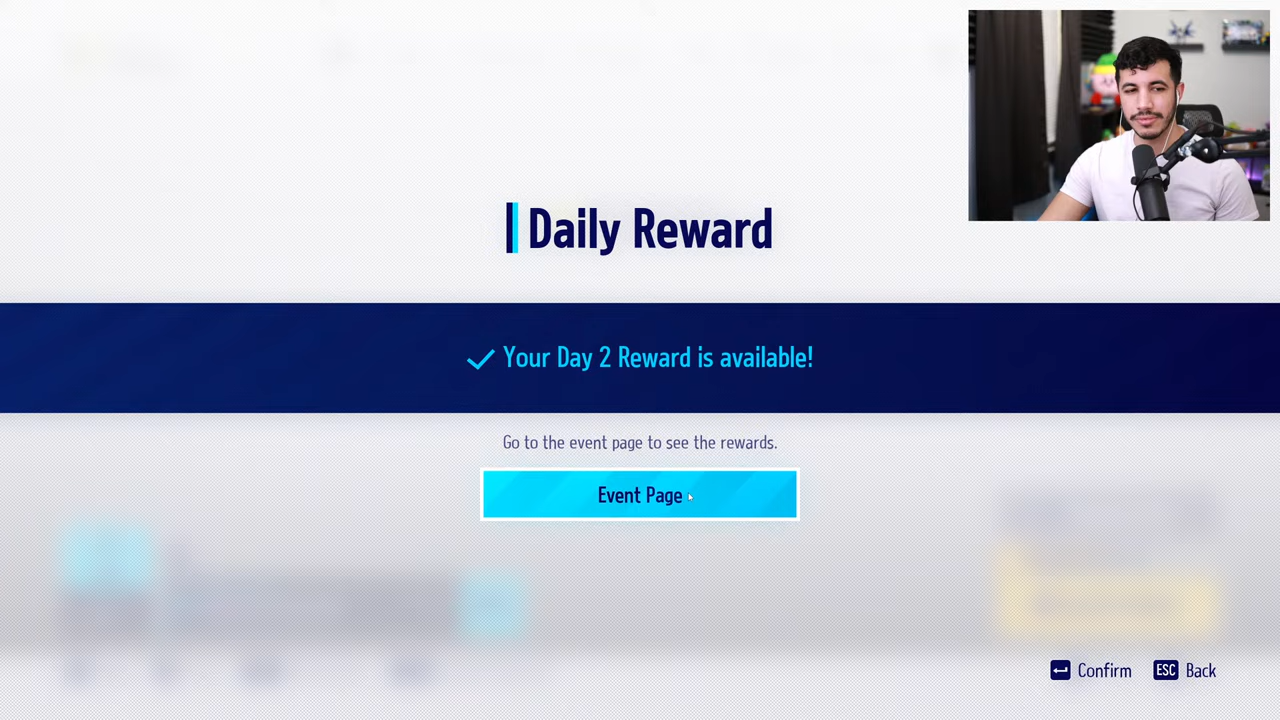 Daily Reward
Your Day 2 Reward is available!
Go to the event page to see the rewards.
Event Page
Confirm
ESC Back